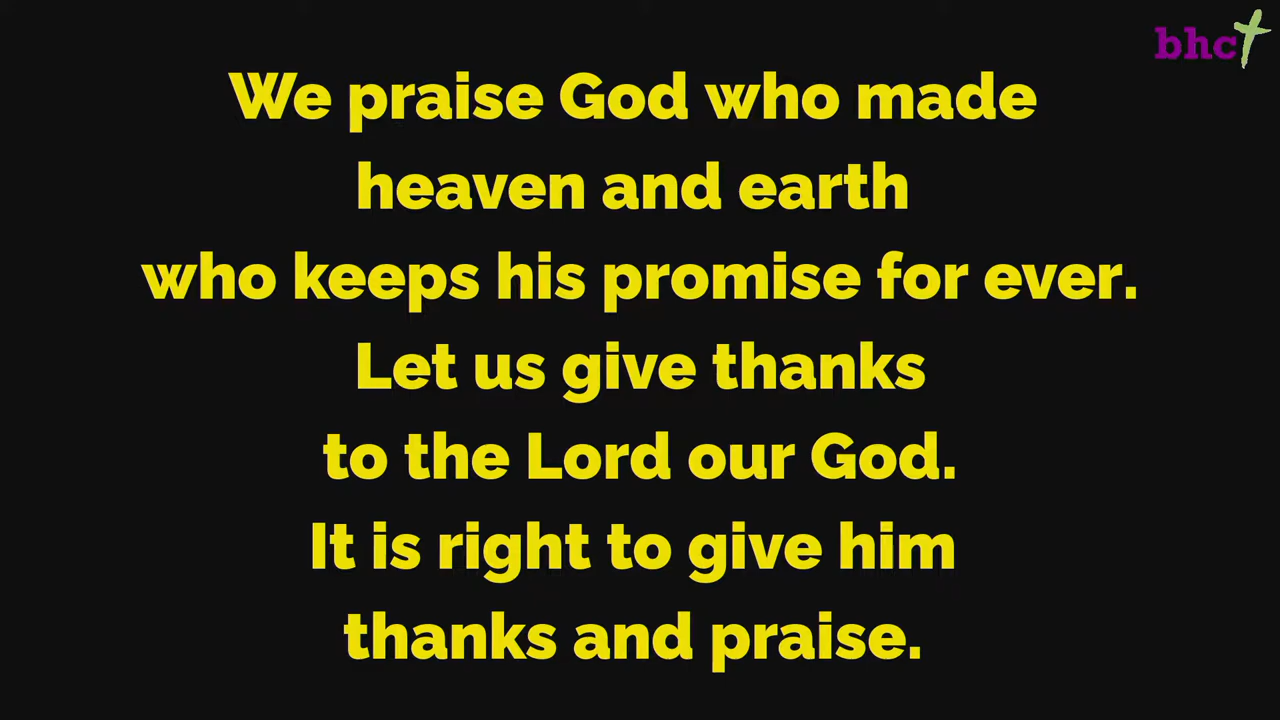 bhc
We praise God who made
heaven and earth
who keeps his promise for ever.
Let us give thanks
to the Lord our God.
It is right to give him
thanks and praise.